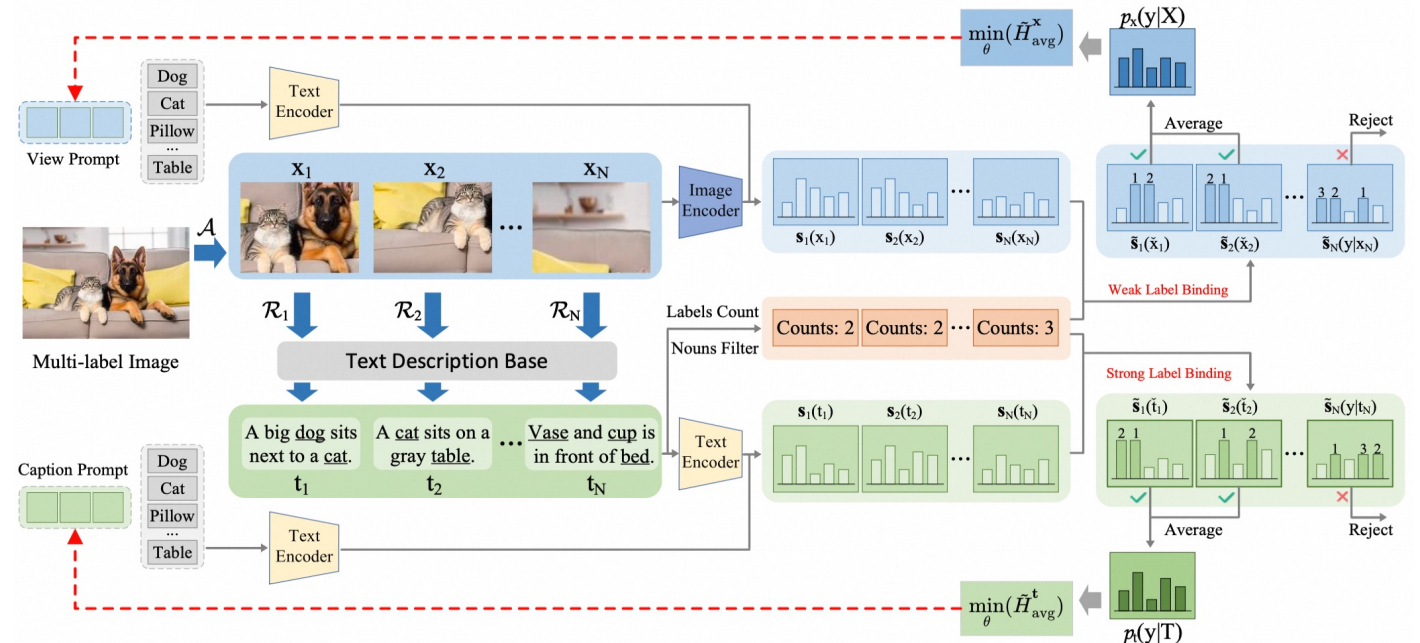 min_θ(H̃^x_avg)
p_x(y|X)
Dog
Cat
Pillow
...
Table
Text
Encoder
View Prompt
Average
Reject
x_1
x_2
x_N
Image
Encoder
...
...
...
1 2
2 1
3 2 1
s_1(x_1)
s_2(x_2)
s_N(x_N)
s̃_1(x̌_1)
s̃_2(x̌_2)
s̃_N(y|x_N)
𝒜
Multi-label Image
Weak Label Binding
ℛ_1
ℛ_2
ℛ_N
Labels Count
Nouns Filter
Counts: 2
Counts: 2
...
Counts: 3
Text Description Base
Strong Label Binding
A big dog sits
next to a cat.
A cat sits on a
gray table.
...
Vase and cup is
in front of bed.
t_1
t_2
t_N
Text
Encoder
s_1(t_1)
s_2(t_2)
s_N(t_N)
...
s̃_1(ť_1)
s̃_2(ť_2)
s̃_N(y|t_N)
2 1
1 2
...
1 3 2
Caption Prompt
Dog
Cat
Pillow
...
Table
Text
Encoder
Average
Reject
min_θ(H̃^t_avg)
p_t(y|T)